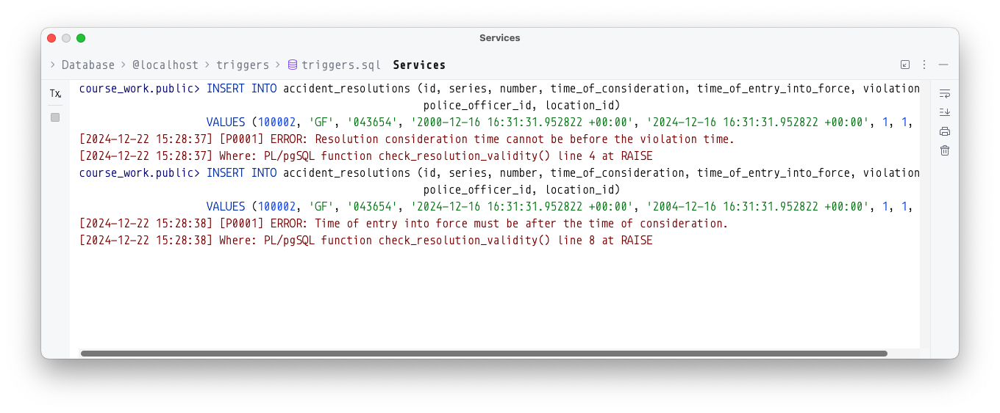 Services
Database @localhost triggers triggers.sql Services
Tx
course_work.public> INSERT INTO accident_resolutions (id, series, number, time_of_consideration, time_of_entry_into_force, violation
police_officer_id, location_id)
VALUES (100002, 'GF', '043654', '2000-12-16 16:31:31.952822 +00:00', '2024-12-16 16:31:31.952822 +00:00', 1, 1,
[2024-12-22 15:28:37] [P0001] ERROR: Resolution consideration time cannot be before the violation time.
[2024-12-22 15:28:37] Where: PL/pgSQL function check_resolution_validity() line 4 at RAISE
course_work.public> INSERT INTO accident_resolutions (id, series, number, time_of_consideration, time_of_entry_into_force, violation
police_officer_id, location_id)
VALUES (100002, 'GF', '043654', '2024-12-16 16:31:31.952822 +00:00', '2004-12-16 16:31:31.952822 +00:00', 1, 1,
[2024-12-22 15:28:38] [P0001] ERROR: Time of entry into force must be after the time of consideration.
[2024-12-22 15:28:38] Where: PL/pgSQL function check_resolution_validity() line 8 at RAISE